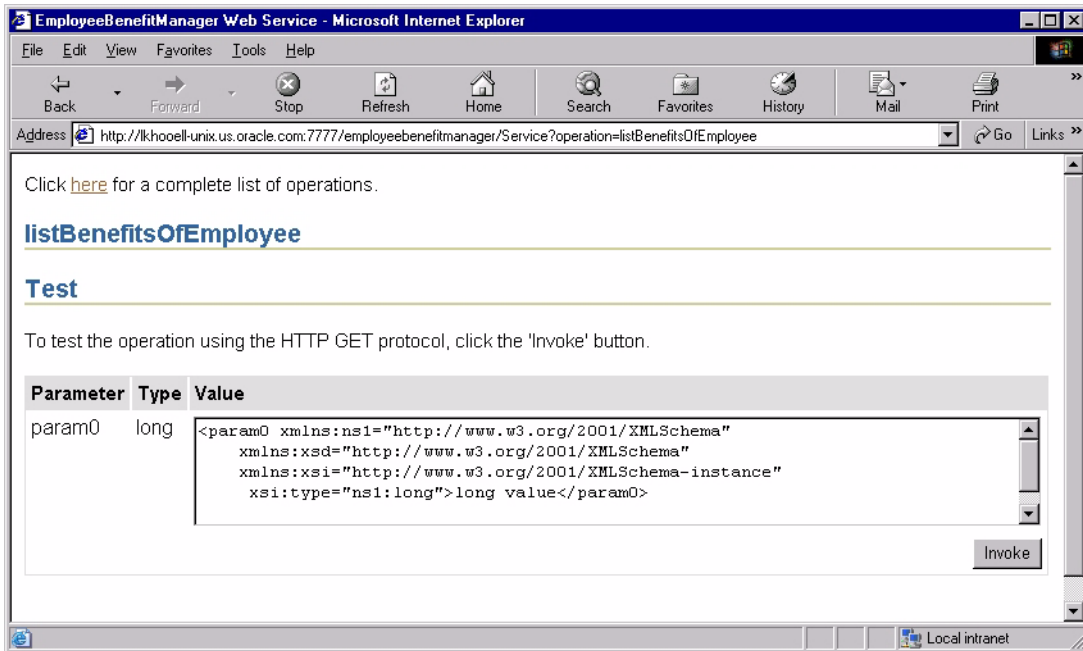 EmployeeBenefitManager Web Service - Microsoft Internet Explorer
File Edit View Favorites Tools Help
Back Forward Stop Refresh Home Search Favorites History Mail Print »
Address http://lkhooell-unix.us.oracle.com:7777/employeebenefitmanager/Service?operation=listBenefitsOfEmployee Go Links »
Click here for a complete list of operations.
listBenefitsOfEmployee
Test
To test the operation using the HTTP GET protocol, click the 'Invoke' button.
Parameter Type Value
param0 long <param0 xmlns:ns1="http://www.w3.org/2001/XMLSchema"
xmlns:xsd="http://www.w3.org/2001/XMLSchema"
xmlns:xsi="http://www.w3.org/2001/XMLSchema-instance"
xsi:type="ns1:long">long value</param0>
Invoke
Local intranet